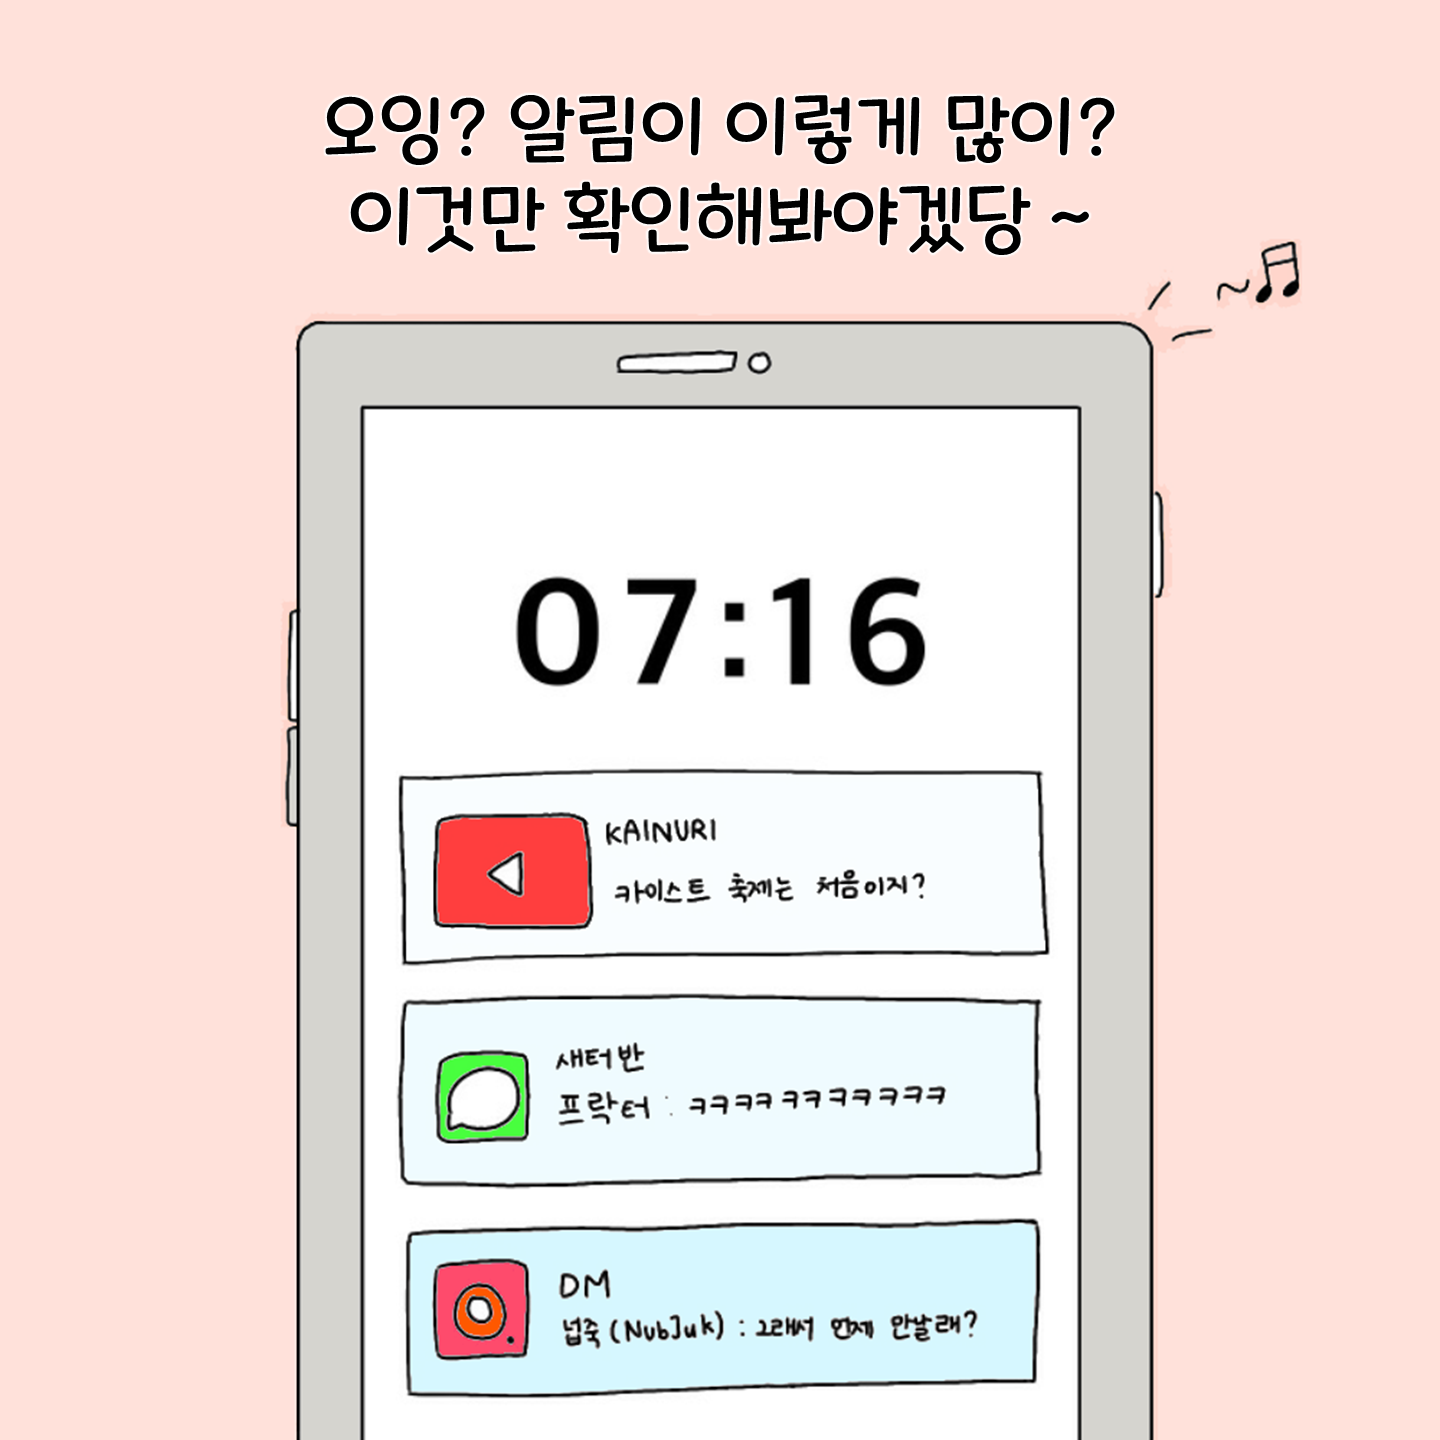 오잉? 알림이 이렇게 많이?
이것만 확인해봐야겠당 ~
07:16
KAINURI
카이스트 축제는 처음이지?
새터반
프락터 : ㅋㅋㅋㅋㅋㅋㅋㅋㅋㅋㅋ
DM
넙죽(NubJuk) : 그래서 언제 만날래?